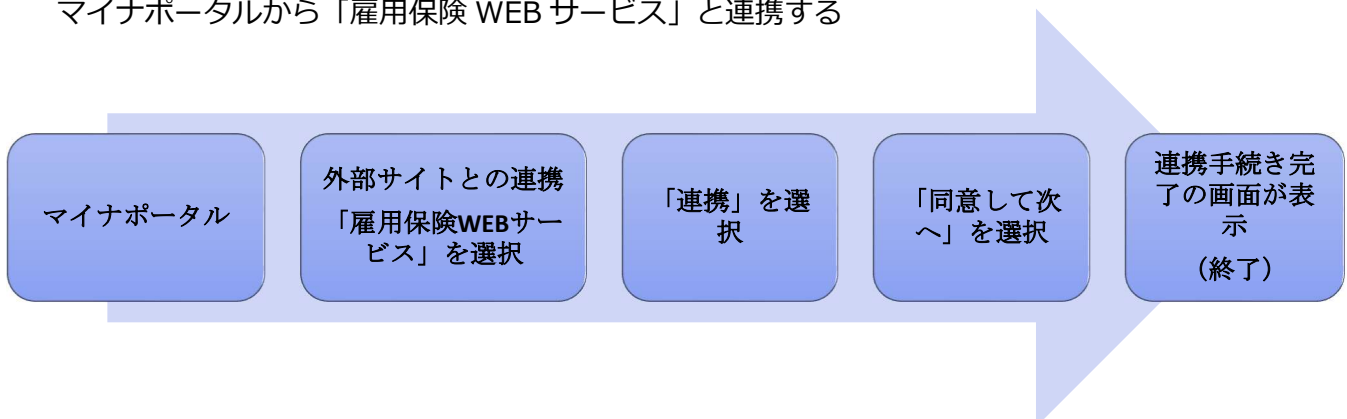 マイナポータルから「雇用保険 WEB サービス」と連携する
マイナポータル
外部サイトとの連携
「雇用保険WEBサー
ビス」を選択
「連携」を選
択
「同意して次
へ」を選択
連携手続き完
了の画面が表
示
（終了）